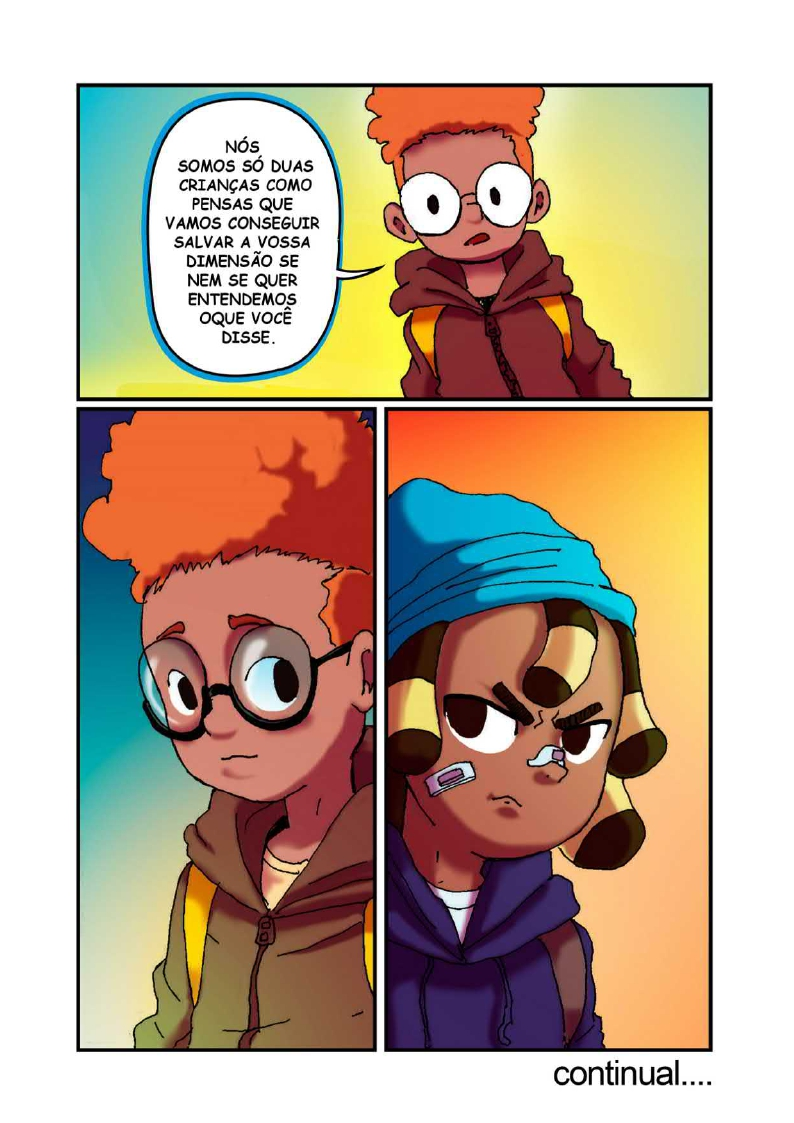 NÓS
SOMOS SÓ DUAS
CRIANÇAS COMO
PENSAS QUE
VAMOS CONSEGUIR
SALVAR A VOSSA
DIMENSÃO SE
NEM SE QUER
ENTENDEMOS
OQUE VOCÊ
DISSE.
continual....